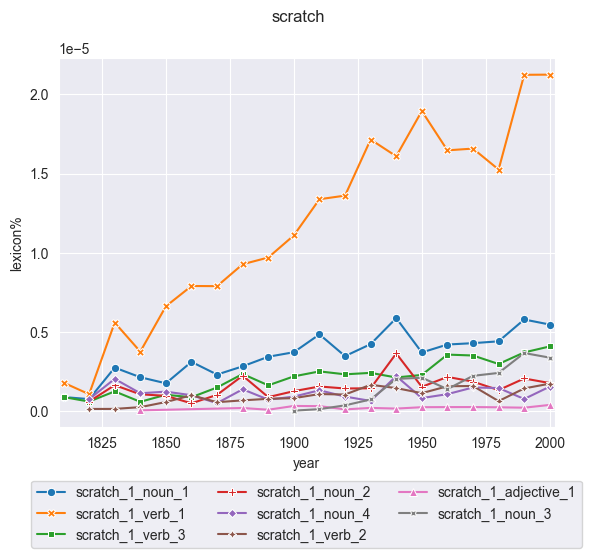 scratch
1e−5
2.0
1.5
1.0
0.5
0.0
lexicon%
1825 1850 1875 1900 1925 1950 1975 2000
year
scratch_1_noun_1 scratch_1_noun_2 scratch_1_adjective_1
scratch_1_verb_1 scratch_1_noun_4 scratch_1_noun_3
scratch_1_verb_3 scratch_1_verb_2